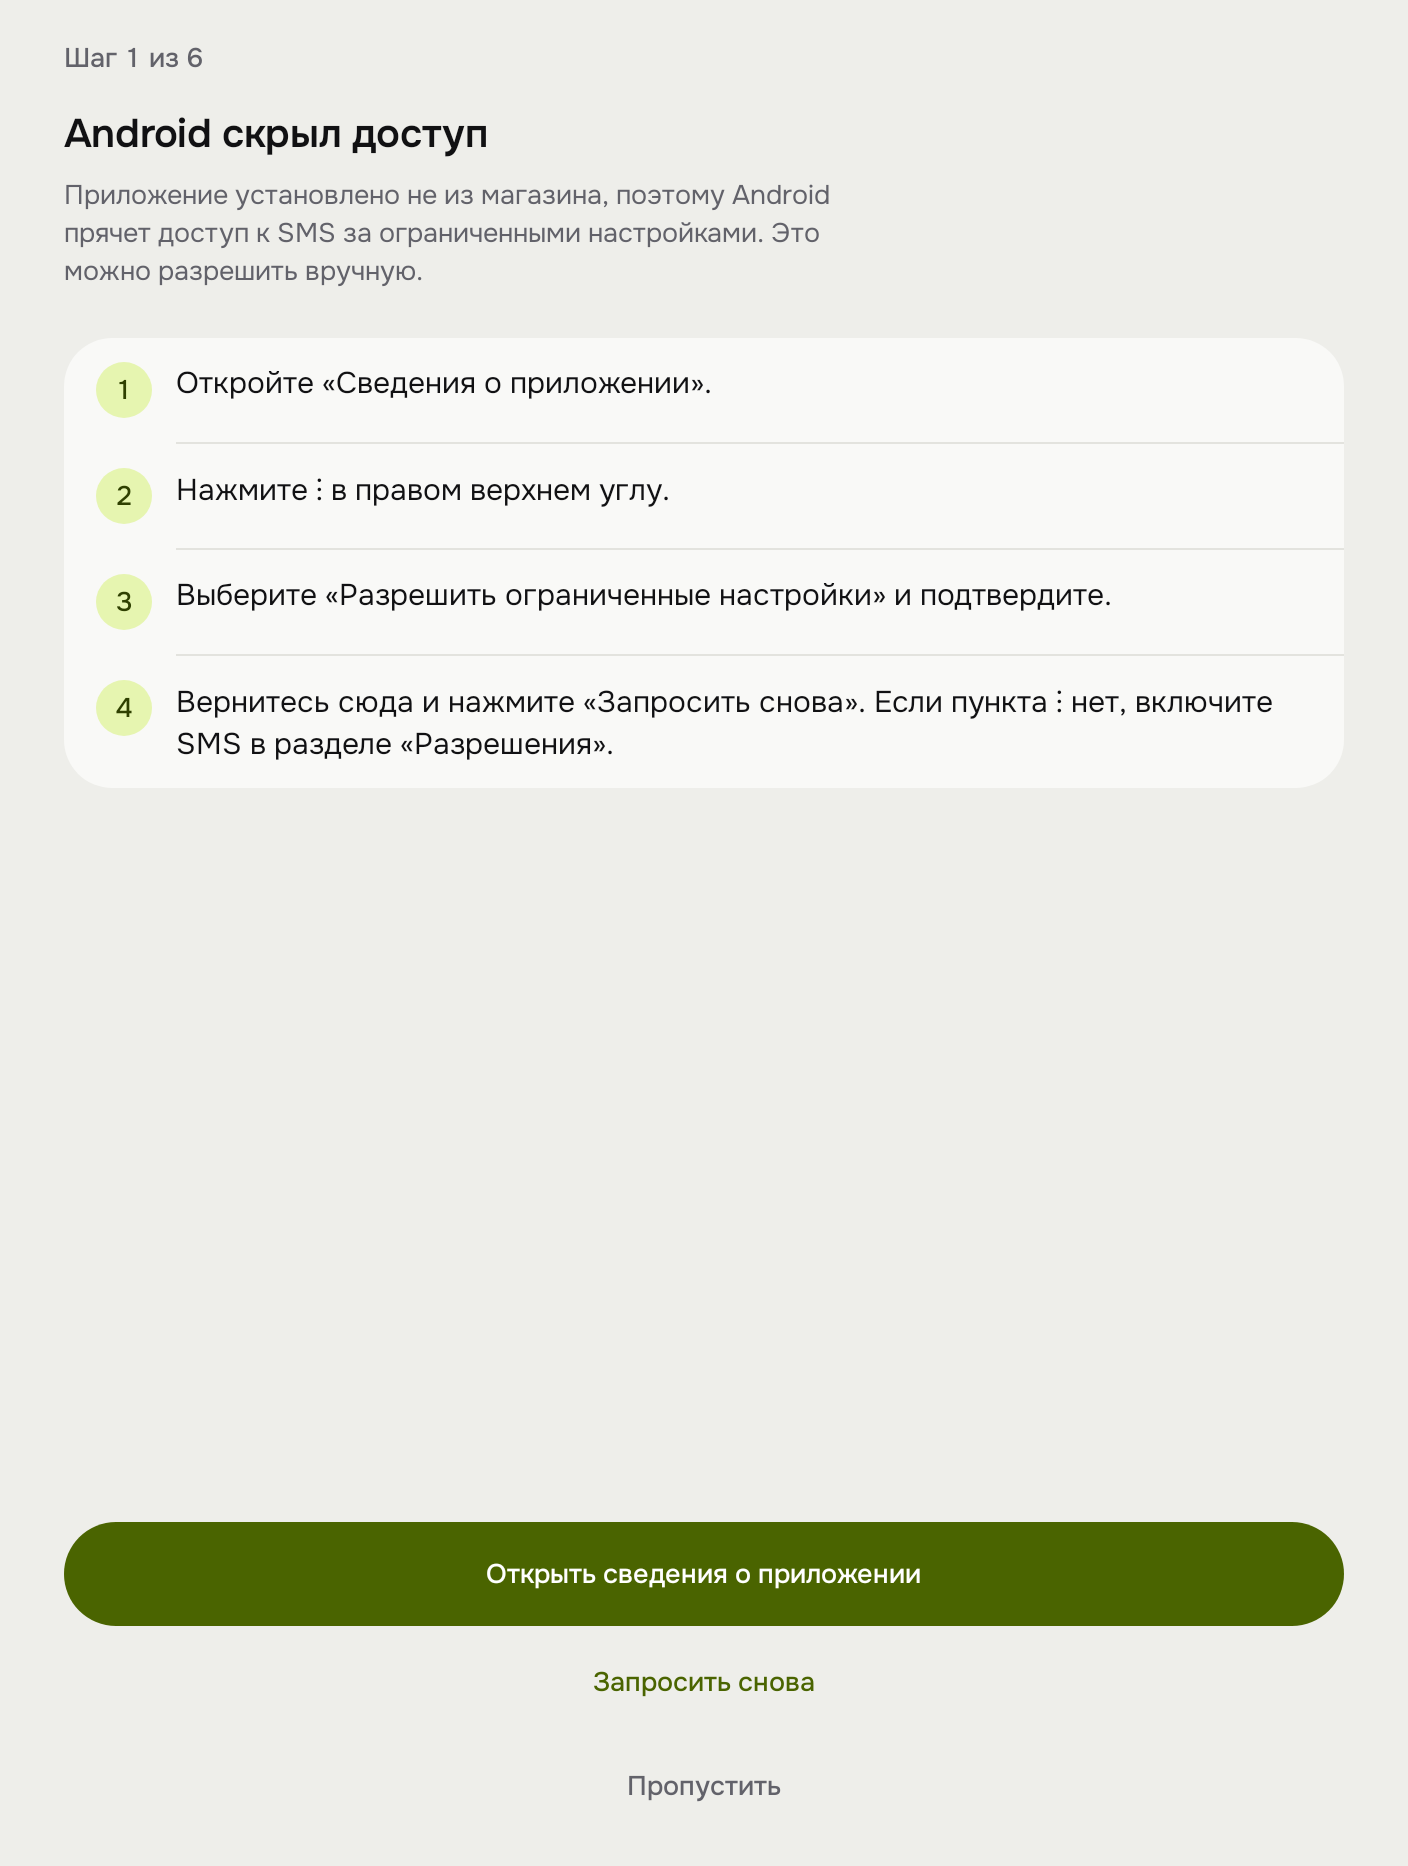 Шаг 1 из 6
Android скрыл доступ
Приложение установлено не из магазина, поэтому Android
прячет доступ к SMS за ограниченными настройками. Это
можно разрешить вручную.
1 Откройте «Сведения о приложении».
2 Нажмите ⋮ в правом верхнем углу.
3 Выберите «Разрешить ограниченные настройки» и подтвердите.
4 Вернитесь сюда и нажмите «Запросить снова». Если пункта ⋮ нет, включите
SMS в разделе «Разрешения».
Открыть сведения о приложении
Запросить снова
Пропустить